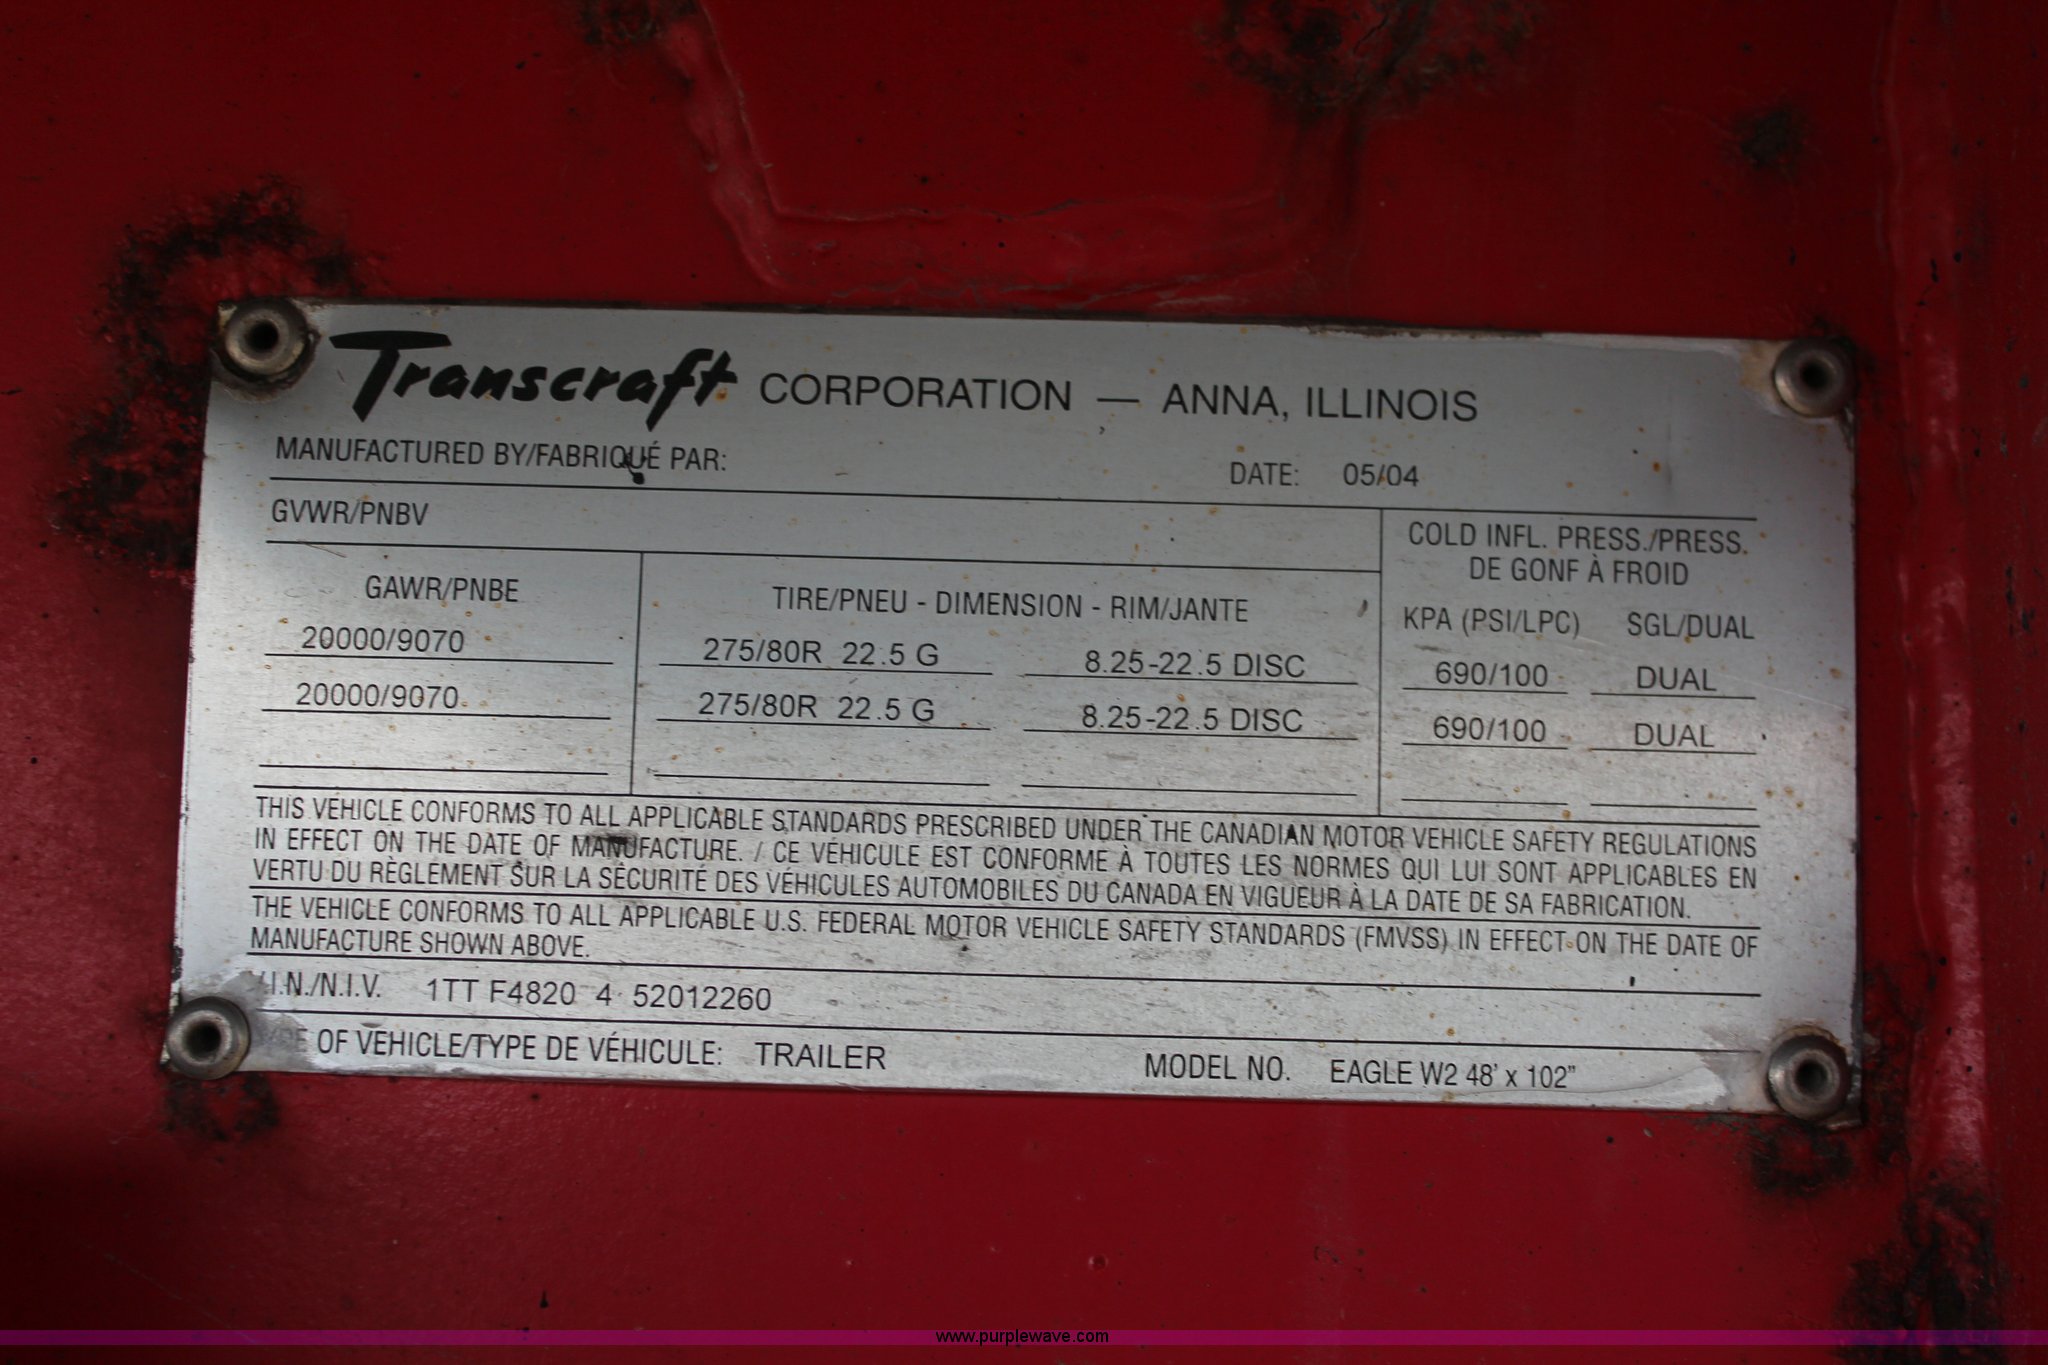 Transcraft CORPORATION — ANNA, ILLINOIS
MANUFACTURED BY/FABRIQUÉ PAR: DATE: 05/04
GVWR/PNBV
COLD INFL. PRESS./PRESS.
DE GONF À FROID
GAWR/PNBE TIRE/PNEU - DIMENSION - RIM/JANTE KPA (PSI/LPC) SGL/DUAL
20000/9070 275/80R 22.5 G 8.25-22.5 DISC 690/100 DUAL
20000/9070 275/80R 22.5 G 8.25-22.5 DISC 690/100 DUAL
THIS VEHICLE CONFORMS TO ALL APPLICABLE STANDARDS PRESCRIBED UNDER THE CANADIAN MOTOR VEHICLE SAFETY REGULATIONS
IN EFFECT ON THE DATE OF MANUFACTURE. / CE VÉHICULE EST CONFORME À TOUTES LES NORMES QUI LUI SONT APPLICABLES EN
VERTU DU RÈGLEMENT SUR LA SÉCURITÉ DES VÉHICULES AUTOMOBILES DU CANADA EN VIGUEUR À LA DATE DE SA FABRICATION.
THE VEHICLE CONFORMS TO ALL APPLICABLE U.S. FEDERAL MOTOR VEHICLE SAFETY STANDARDS (FMVSS) IN EFFECT ON THE DATE OF
MANUFACTURE SHOWN ABOVE.
V.I.N./N.I.V. 1TT F4820 4 52012260
OF VEHICLE/TYPE DE VÉHICULE: TRAILER MODEL NO. EAGLE W2 48' x 102"
www.purplewave.com